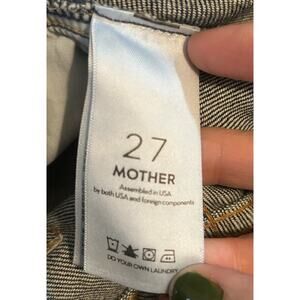 27
MOTHER
Assembled in USA
by both USA and foreign components
DO YOUR OWN LAUNDRY